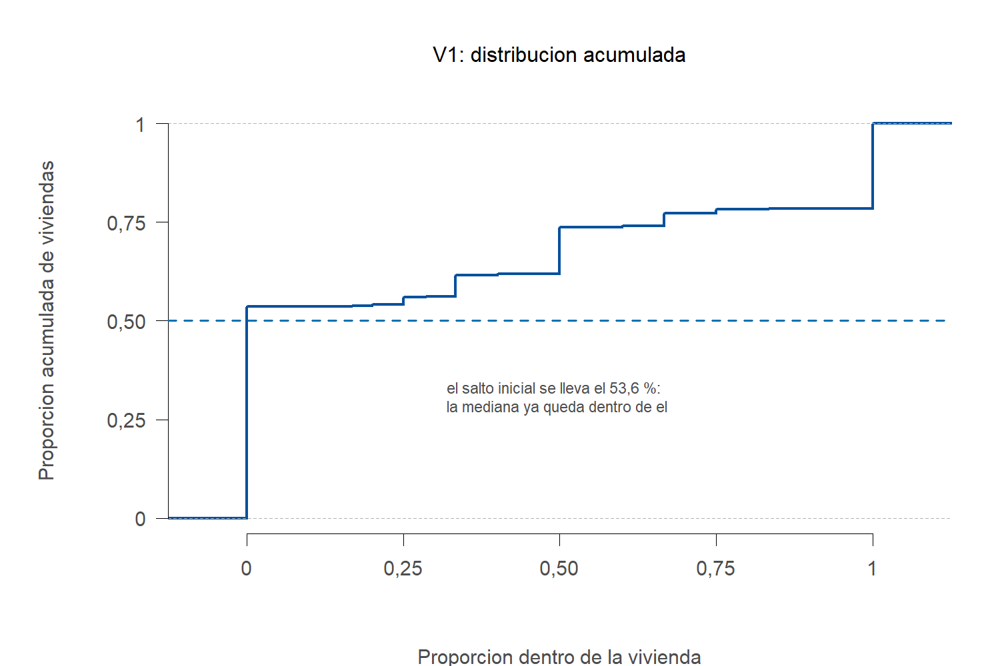 V1: distribucion acumulada
Proporcion acumulada de viviendas
1
0,75
0,50
0,25
0
el salto inicial se lleva el 53,6 %:
la mediana ya queda dentro de el
0
0,25
0,50
0,75
1
Proporcion dentro de la vivienda